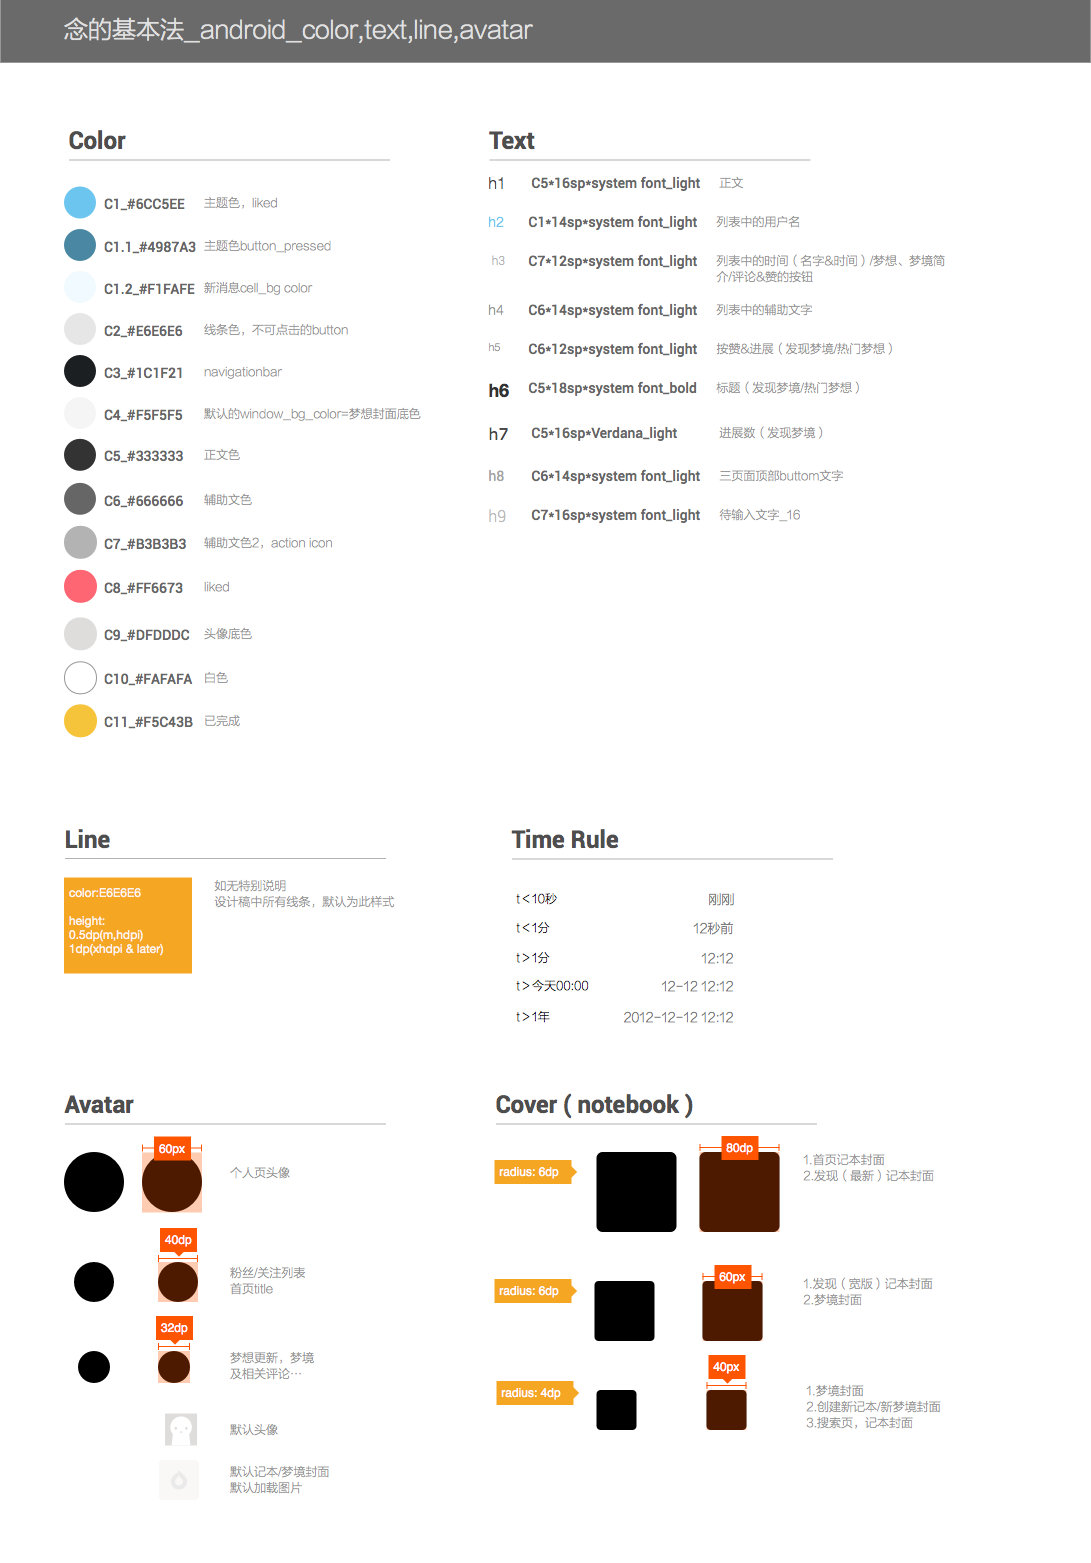 念的基本法_android_color,text,line,avatar
Color
C1_#6CC5EE 主题色，liked
C1.1_#4987A3 主题色button_pressed
C1.2_#F1FAFE 新消息cell_bg color
C2_#E6E6E6 线条色，不可点击的button
C3_#1C1F21 navigationbar
C4_#F5F5F5 默认的window_bg_color=梦想封面底色
C5_#333333 正文色
C6_#666666 辅助文色
C7_#B3B3B3 辅助文色2，action icon
C8_#FF6673 liked
C9_#DFDDDC 头像底色
C10_#FAFAFA 白色
C11_#F5C43B 已完成
Text
h1 C5*16sp*system font_light 正文
h2 C1*14sp*system font_light 列表中的用户名
h3 C7*12sp*system font_light 列表中的时间（名字&时间）/梦想、梦境简
介/评论&赞的按钮
h4 C6*14sp*system font_light 列表中的辅助文字
h5 C6*12sp*system font_light 按赞&进展（发现梦境/热门梦想）
h6 C5*18sp*system font_bold 标题（发现梦境/热门梦想）
h7 C5*16sp*Verdana_light 进展数（发现梦境）
h8 C6*14sp*system font_light 三页面顶部buttom文字
h9 C7*16sp*system font_light 待输入文字_16
Line
color:E6E6E6
height:
0.5dp(m,hdpi)
1dp(xhdpi & later)
如无特别说明
设计稿中所有线条，默认为此样式
Time Rule
t<10秒 刚刚
t<1分 12秒前
t>1分 12:12
t>今天00:00 12-12 12:12
t>1年 2012-12-12 12:12
Avatar
60px
个人页头像
40dp
粉丝/关注列表
首页title
32dp
梦想更新，梦境
及相关评论…
默认头像
默认记本/梦境封面
默认加载图片
Cover ( notebook )
radius: 6dp
80dp
1.首页记本封面
2.发现（最新）记本封面
radius: 6dp
60px
1.发现（宽版）记本封面
2.梦境封面
radius: 4dp
40px
1.梦境封面
2.创建新记本/新梦境封面
3.搜索页，记本封面